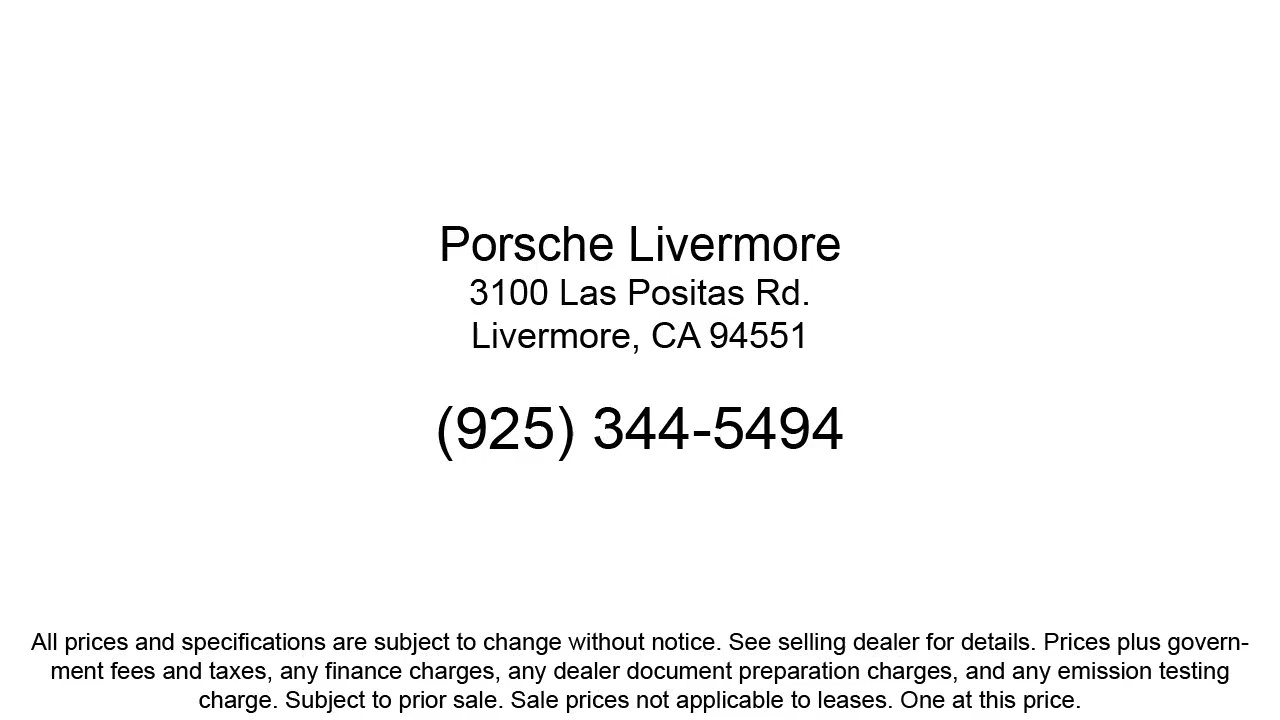 Porsche Livermore
3100 Las Positas Rd.
Livermore, CA 94551
(925) 344-5494
All prices and specifications are subject to change without notice. See selling dealer for details. Prices plus govern-
ment fees and taxes, any finance charges, any dealer document preparation charges, and any emission testing
charge. Subject to prior sale. Sale prices not applicable to leases. One at this price.